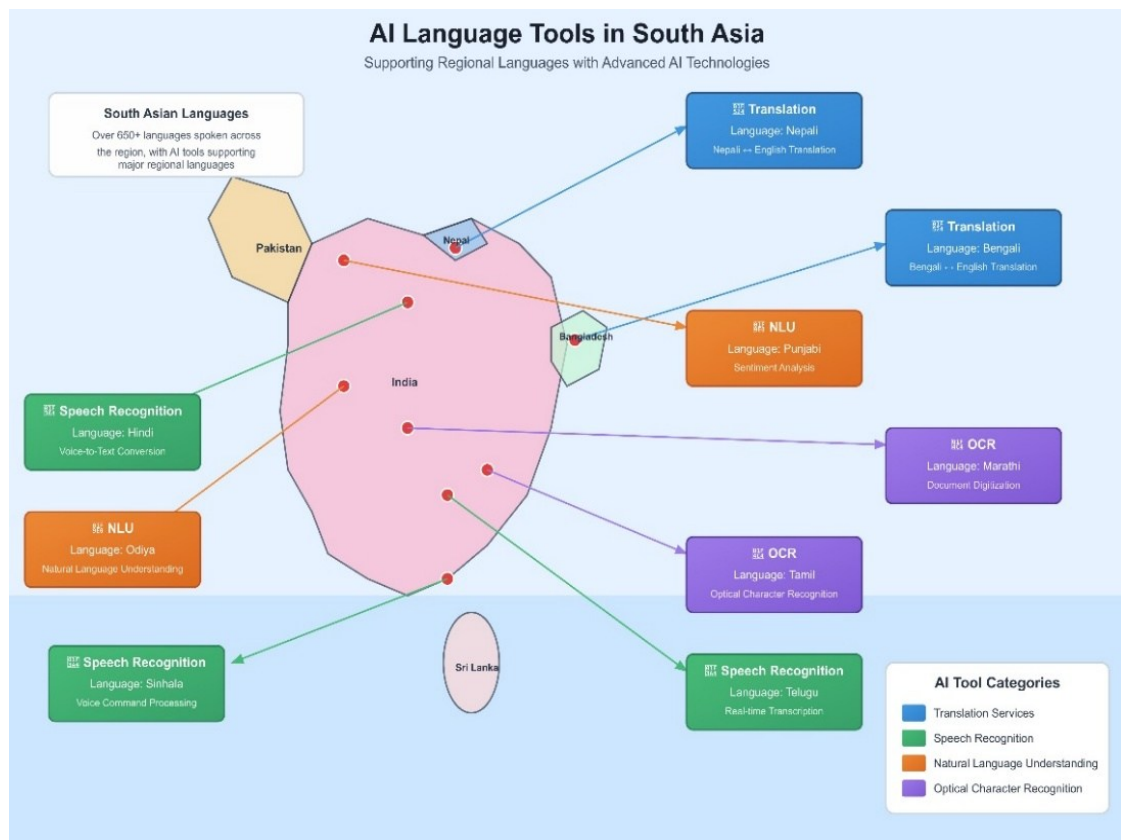 AI Language Tools in South Asia
Supporting Regional Languages with Advanced AI Technologies
South Asian Languages
Over 650+ languages spoken across
the region, with AI tools supporting
major regional languages
Translation
Language: Nepali
Nepali ↔ English Translation
Pakistan
Nepal
Translation
Language: Bengali
Bengali - - English Translation
NLU
Language: Punjabi
Sentiment Analysis
Bangladesh
India
Speech Recognition
Language: Hindi
Voice-to-Text Conversion
OCR
Language: Marathi
Document Digitization
NLU
Language: Odiya
Natural Language Understanding
OCR
Language: Tamil
Optical Character Recognition
Speech Recognition
Language: Sinhala
Voice Command Processing
Sri Lanka
Speech Recognition
Language: Telugu
Real-time Transcription
AI Tool Categories
Translation Services
Speech Recognition
Natural Language Understanding
Optical Character Recognition